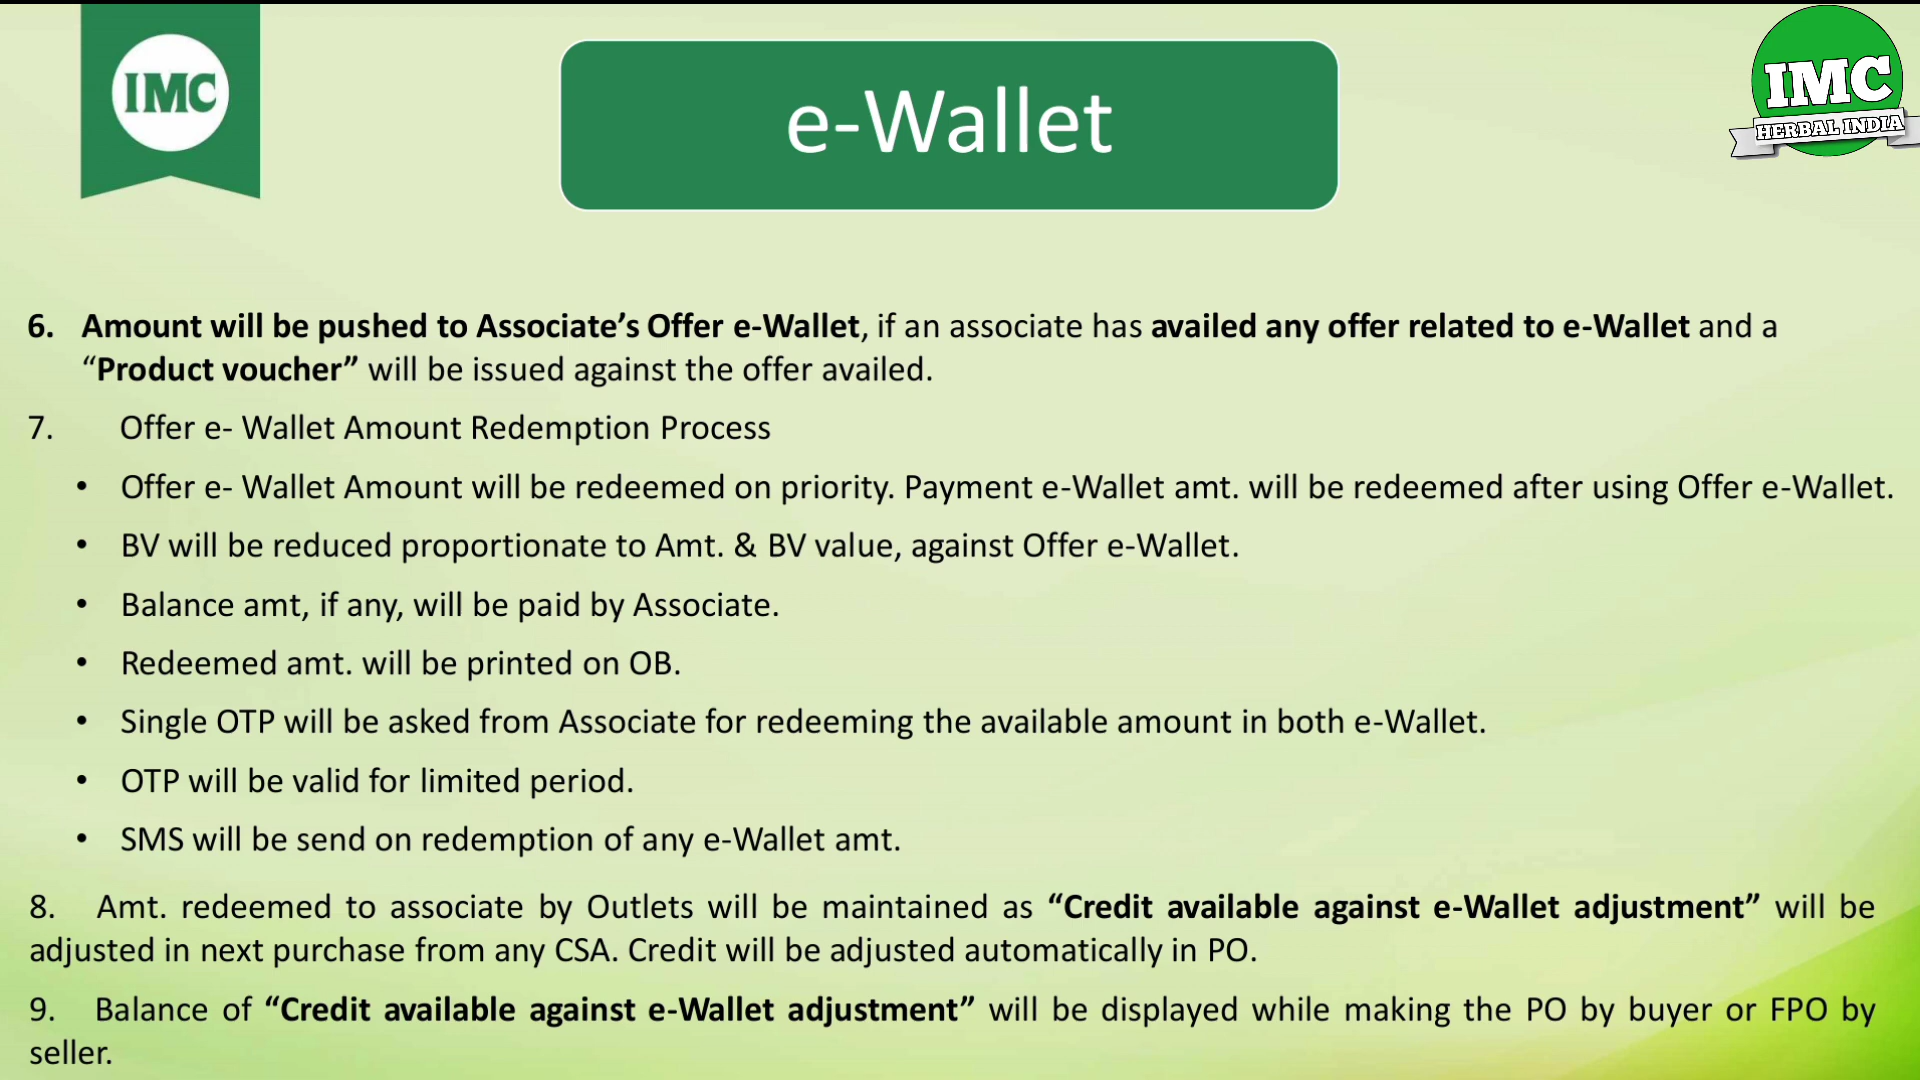 IMC
e-Wallet
IMC
HERBAL INDIA
6. Amount will be pushed to Associate’s Offer e-Wallet, if an associate has availed any offer related to e-Wallet and a
“Product voucher” will be issued against the offer availed.
7. Offer e- Wallet Amount Redemption Process
• Offer e- Wallet Amount will be redeemed on priority. Payment e-Wallet amt. will be redeemed after using Offer e-Wallet.
• BV will be reduced proportionate to Amt. & BV value, against Offer e-Wallet.
• Balance amt, if any, will be paid by Associate.
• Redeemed amt. will be printed on OB.
• Single OTP will be asked from Associate for redeeming the available amount in both e-Wallet.
• OTP will be valid for limited period.
• SMS will be send on redemption of any e-Wallet amt.
8. Amt. redeemed to associate by Outlets will be maintained as “Credit available against e-Wallet adjustment” will be
adjusted in next purchase from any CSA. Credit will be adjusted automatically in PO.
9. Balance of “Credit available against e-Wallet adjustment” will be displayed while making the PO by buyer or FPO by
seller.